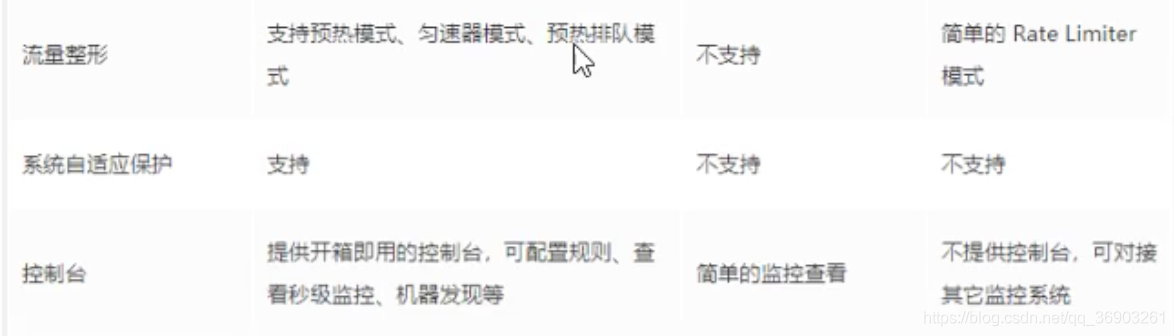 流量整形
支持预热模式、匀速器模式、预热排队模
式
不支持
简单的 Rate Limiter
模式
系统自适应保护
支持
不支持
不支持
控制台
提供开箱即用的控制台，可配置规则、查
看秒级监控、机器发现等
简单的监控查看
不提供控制台，可对接
其它监控系统
https://blog.csdn.net/qq_36903261